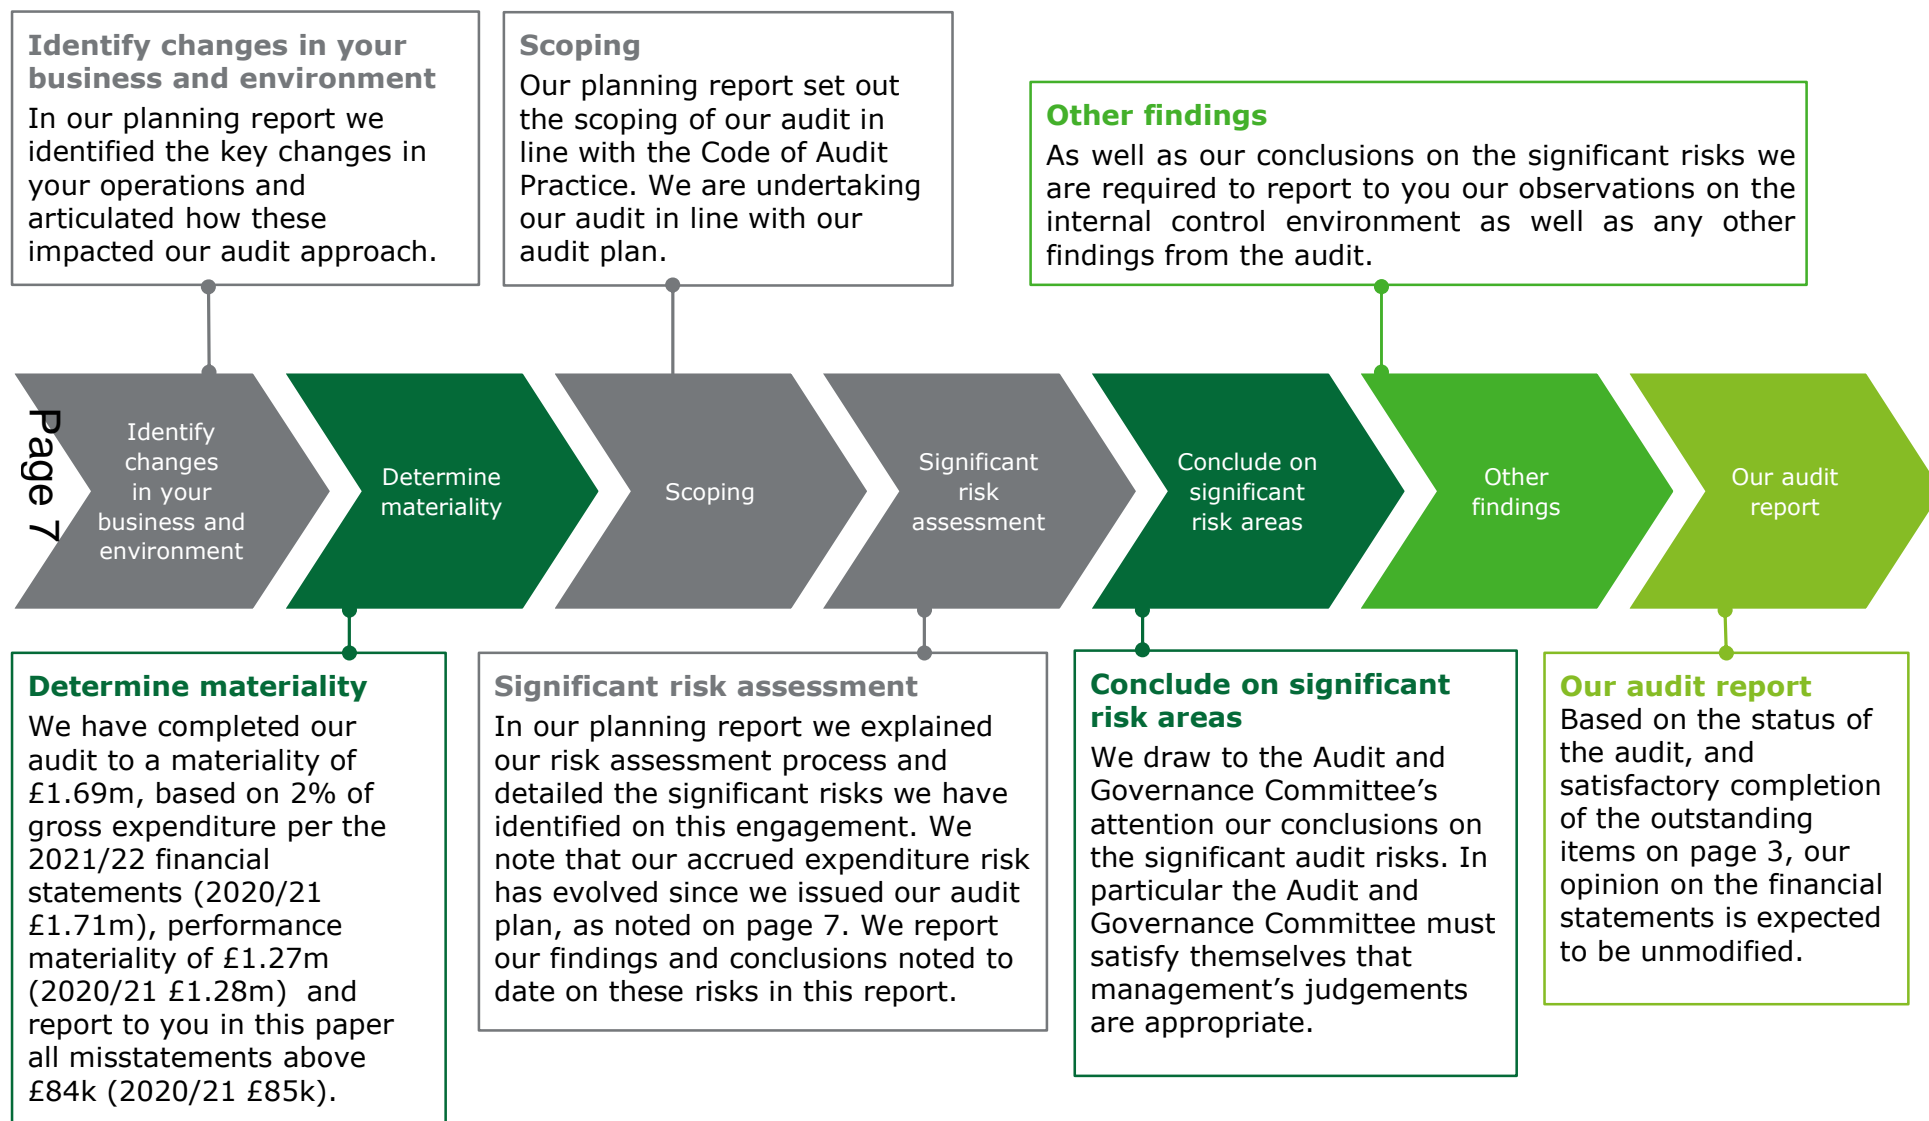 Identify changes in your
business and environment
In our planning report we
identified the key changes in
your operations and
articulated how these
impacted our audit approach.
Scoping
Our planning report set out
the scoping of our audit in
line with the Code of Audit
Practice. We are undertaking
our audit in line with our
audit plan.
Other findings
As well as our conclusions on the significant risks we
are required to report to you our observations on the
internal control environment as well as any other
findings from the audit.
Page 7
Identify
changes
in your
business and
environment
Determine
materiality
Scoping
Significant
risk
assessment
Conclude on
significant
risk areas
Other
findings
Our audit
report
Determine materiality
We have completed our
audit to a materiality of
£1.69m, based on 2% of
gross expenditure per the
2021/22 financial
statements (2020/21
£1.71m), performance
materiality of £1.27m
(2020/21 £1.28m) and
report to you in this paper
all misstatements above
£84k (2020/21 £85k).
Significant risk assessment
In our planning report we explained
our risk assessment process and
detailed the significant risks we have
identified on this engagement. We
note that our accrued expenditure risk
has evolved since we issued our audit
plan, as noted on page 7. We report
our findings and conclusions noted to
date on these risks in this report.
Conclude on significant
risk areas
We draw to the Audit and
Governance Committee’s
attention our conclusions on
the significant audit risks. In
particular the Audit and
Governance Committee must
satisfy themselves that
management’s judgements
are appropriate.
Our audit report
Based on the status of
the audit, and
satisfactory completion
of the outstanding
items on page 3, our
opinion on the financial
statements is expected
to be unmodified.